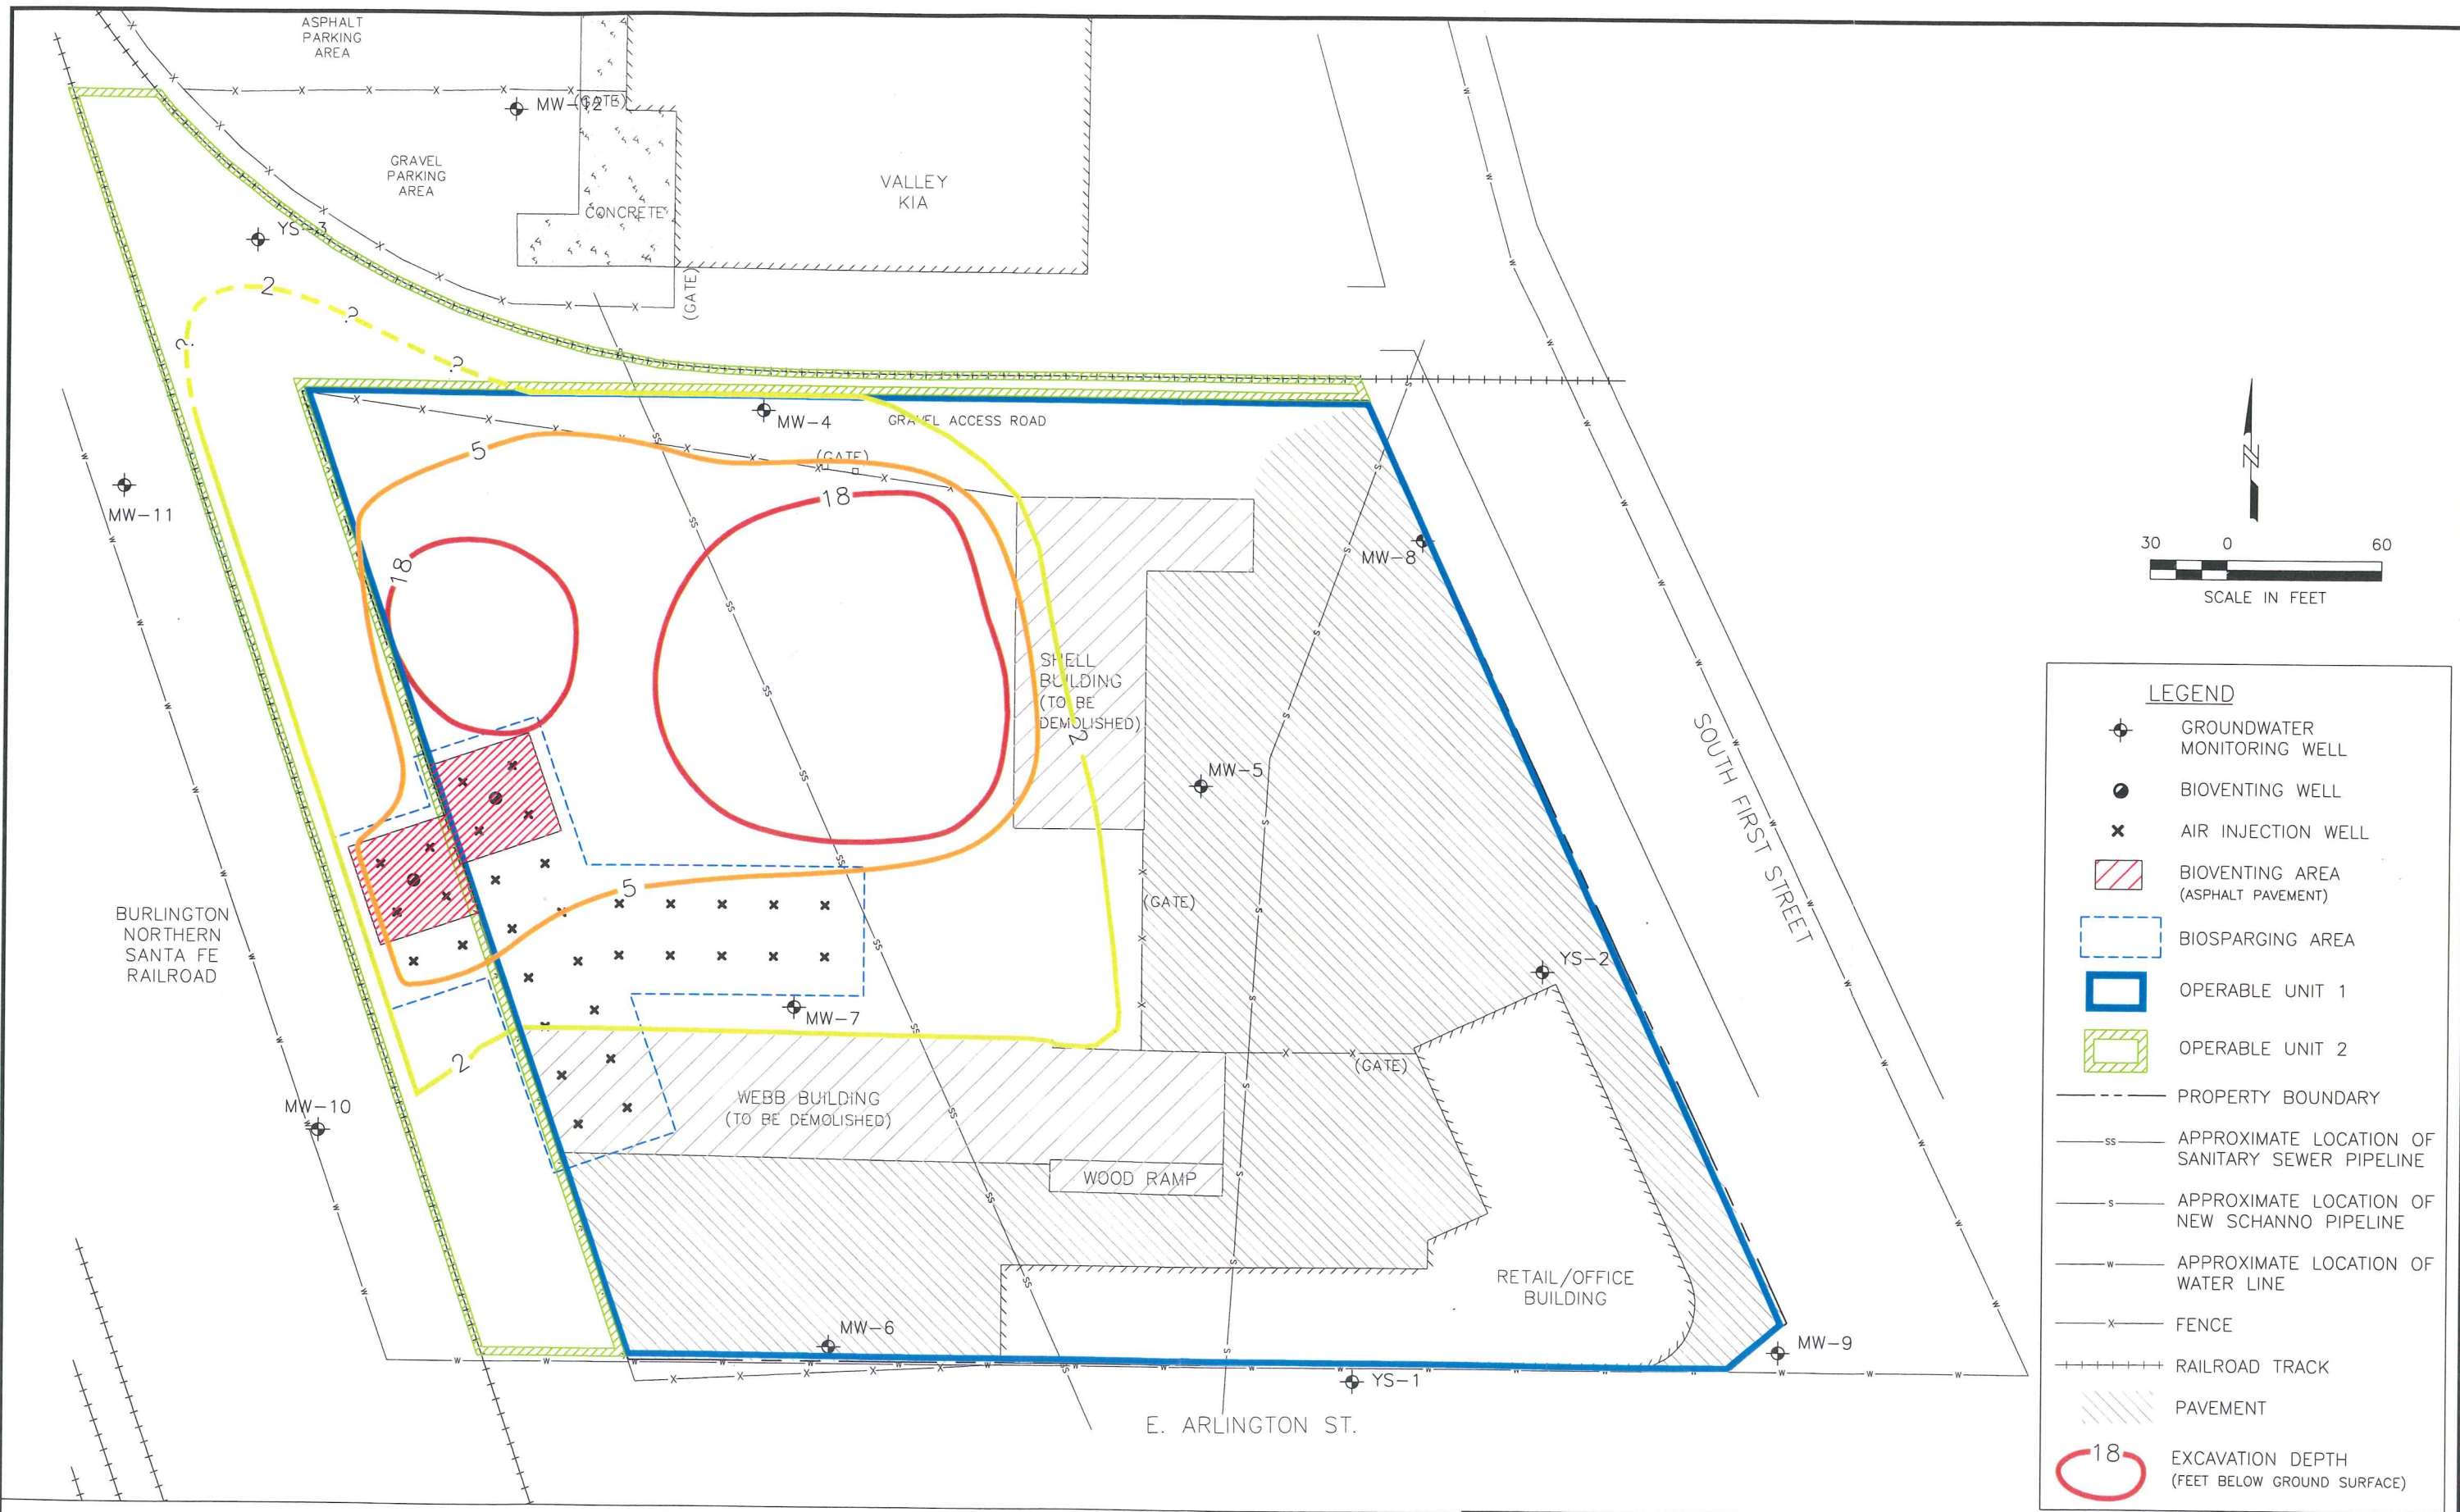 ASPHALT
PARKING
AREA
MW-12
(GATE)
GRAVEL
PARKING
AREA
CONCRETE
VALLEY
KIA
YS-3
(GATE)
2
?
?
?
MW-4
GRAVEL ACCESS ROAD
5
(GATE)
18
MW-11
18
MW-8
SHELL
BUILDING
(TO BE
DEMOLISHED)
2
MW-5
SOUTH FIRST STREET
5
(GATE)
BURLINGTON
NORTHERN
SANTA FE
RAILROAD
YS-2
MW-7
2
(GATE)
MW-10
WEBB BUILDING
(TO BE DEMOLISHED)
WOOD RAMP
RETAIL/OFFICE
BUILDING
MW-6
MW-9
YS-1
E. ARLINGTON ST.
N
30 0 60
SCALE IN FEET
LEGEND
GROUNDWATER
MONITORING WELL
BIOVENTING WELL
AIR INJECTION WELL
BIOVENTING AREA
(ASPHALT PAVEMENT)
BIOSPARGING AREA
OPERABLE UNIT 1
OPERABLE UNIT 2
PROPERTY BOUNDARY
SS APPROXIMATE LOCATION OF
SANITARY SEWER PIPELINE
S APPROXIMATE LOCATION OF
NEW SCHANNO PIPELINE
W APPROXIMATE LOCATION OF
WATER LINE
X FENCE
RAILROAD TRACK
PAVEMENT
18 EXCAVATION DEPTH
(FEET BELOW GROUND SURFACE)